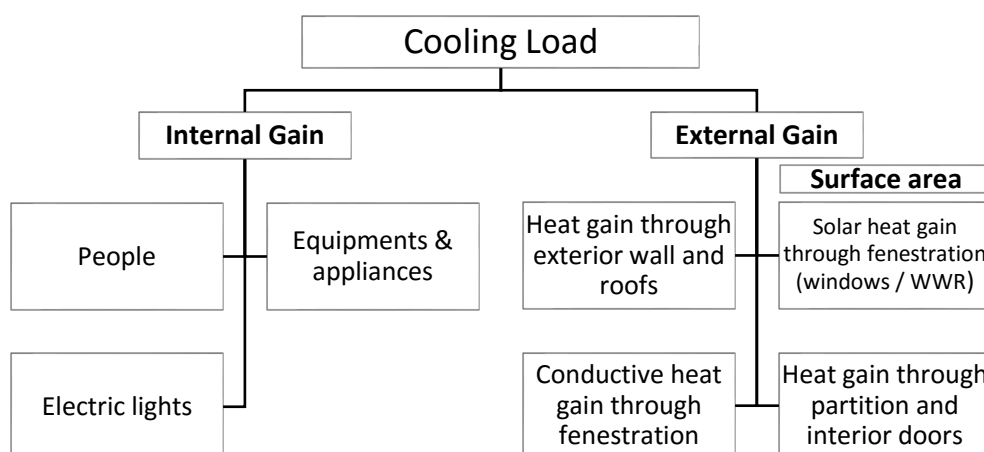 Cooling Load
Internal Gain
External Gain
Surface area
People
Equipments &
appliances
Heat gain through
exterior wall and
roofs
Solar heat gain
through fenestration
(windows / WWR)
Electric lights
Conductive heat
gain through
fenestration
Heat gain through
partition and
interior doors